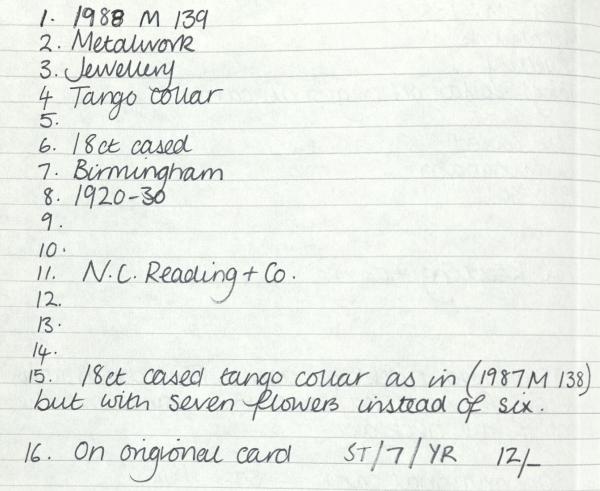 1. 1988 M 139
2. Metalwork
3. Jewellery
4 Tango collar
5.
6. 18ct cased
7. Birmingham
8. 1920-30
9.
10.
11. N.C. Reading + Co.
12.
13.
14.
15. 18ct cased tango collar as in (1987 M 138)
but with seven flowers instead of six.
16. On origional card ST/7/YR 12/-